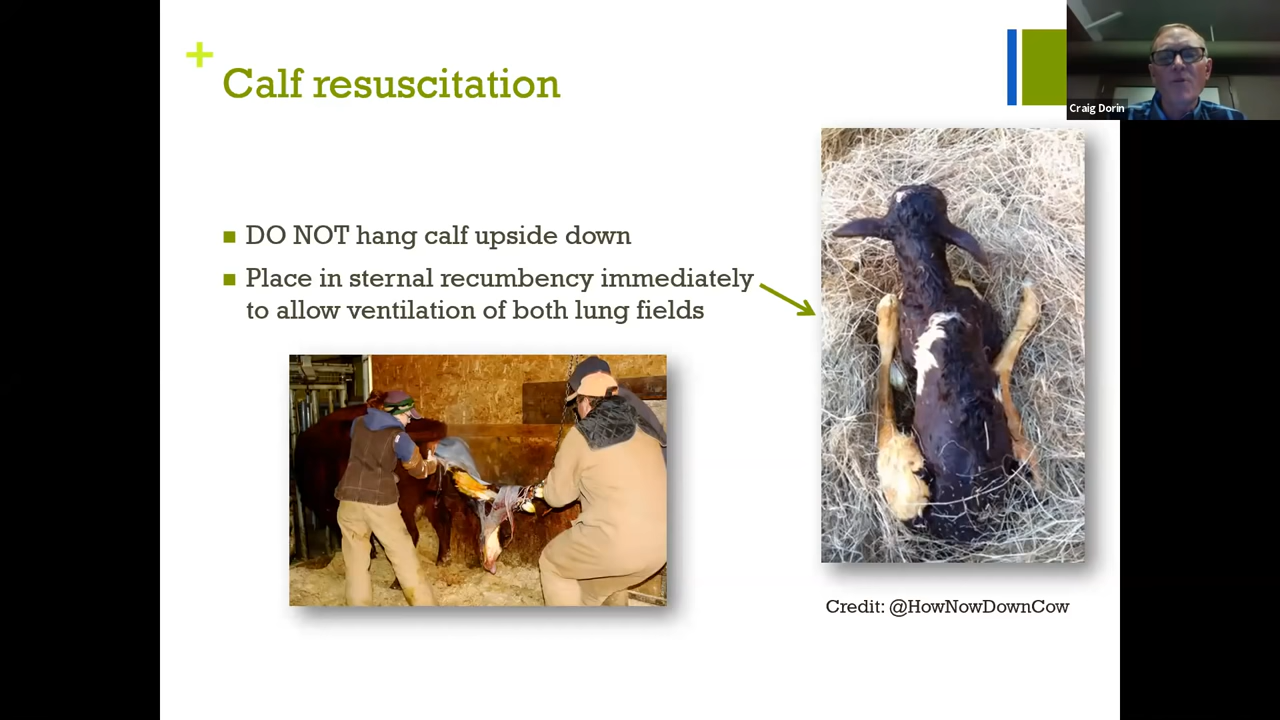 +
Calf resuscitation
Craig Dorin
■ DO NOT hang calf upside down
■ Place in sternal recumbency immediately
to allow ventilation of both lung fields
Credit: @HowNowDownCow